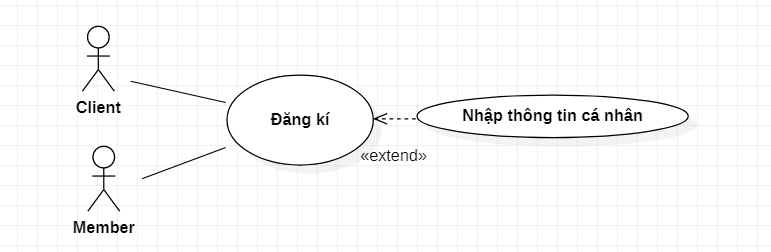 Client
Đăng kí
Nhập thông tin cá nhân
«extend»
Member